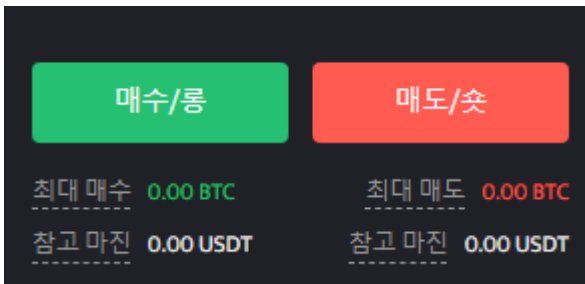 매수/롱 매도/숏
최대 매수 0.00 BTC 최대 매도 0.00 BTC
참고 마진 0.00 USDT 참고 마진 0.00 USDT